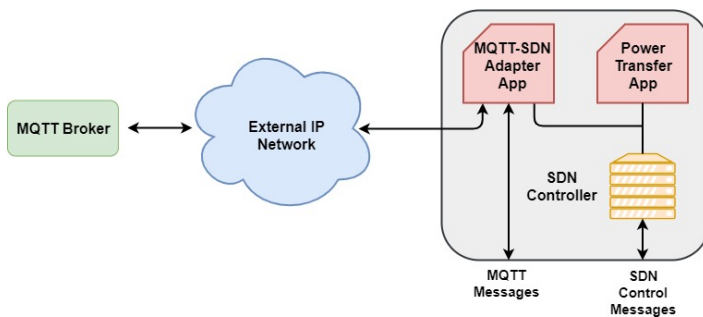 MQTT Broker
External IP
Network
MQTT-SDN
Adapter
App
Power
Transfer
App
SDN
Controller
MQTT
Messages
SDN
Control
Messages